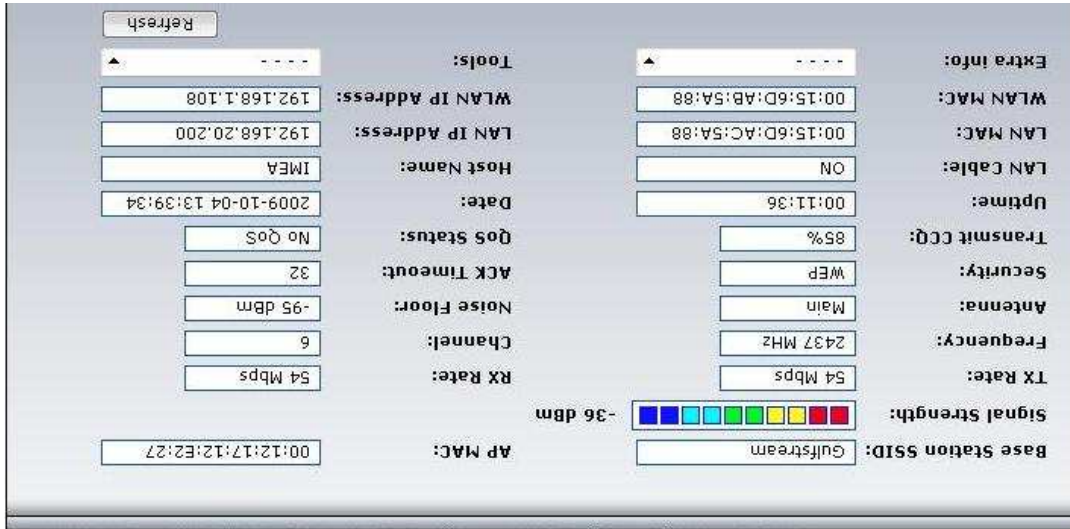 Base Station SSID: Gulfstream AP MAC: 00:12:17:12:E2:27
Signal Strength: -36 dBm
TX Rate: 54 Mbps RX Rate: 54 Mbps
Frequency: 2437 MHz Channel: 6
Antenna: Main Noise Floor: -95 dBm
Security: WEP ACK Timeout: 32
Transmit CCQ: 85% QoS Status: No QoS
Uptime: 00:11:36 Date: 2009-10-04 13:39:34
LAN Cable: ON Host Name: IMEA
LAN MAC: 00:15:6D:AC:5A:88 LAN IP Address: 192.168.20.200
WLAN MAC: 00:15:6D:AD:5A:88 WLAN IP Address: 192.168.1.108
Extra info: - - - - Tools: - - - -
Refresh